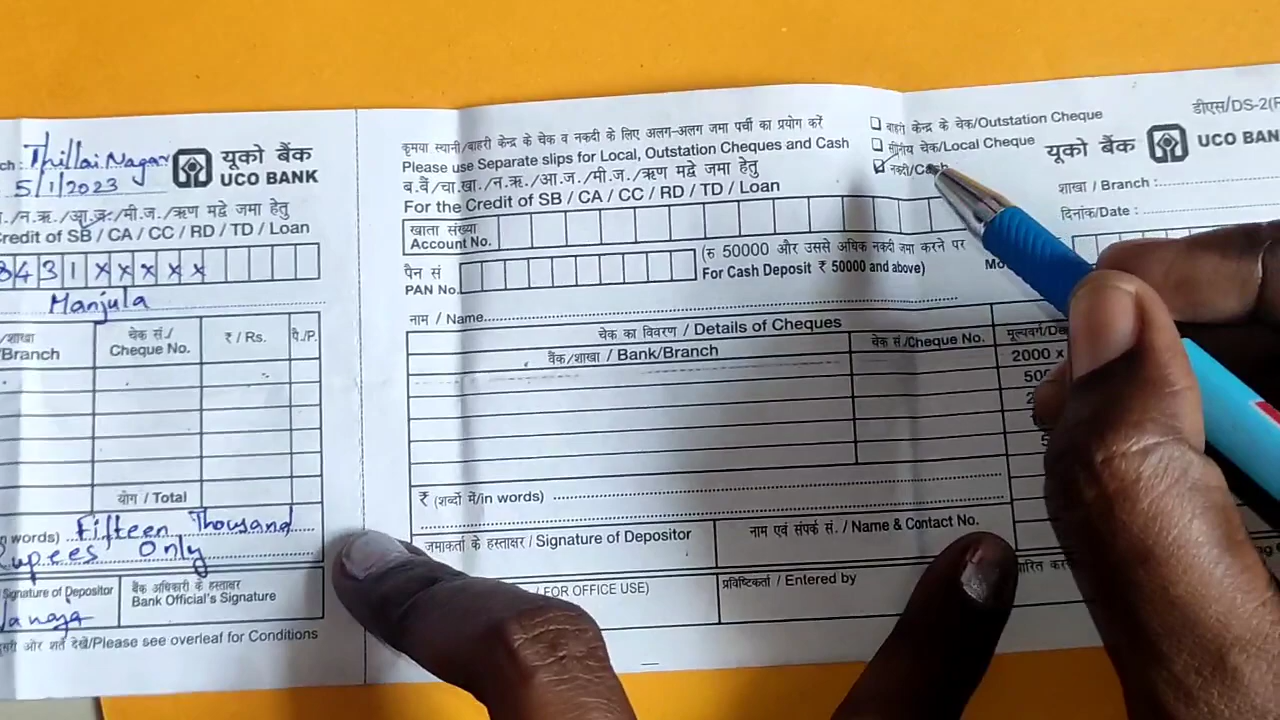 Thillai Nagar
5/1/2023
यूको बैंक
UCO BANK
न.ऋ./आ.ज./मी.ज./ऋण मद्दे जमा हेतु
Credit of SB / CA / CC / RD / TD / Loan
8431xxxxx
Manjula
/शाखा
/Branch
चेक सं./
Cheque No.
₹ / Rs.
पै./P.
योग / Total
words) Fifteen Thousand
Rupees Only
Signature of Depositor
बैंक अधिकारी के हस्ताक्षर
Bank Official's Signature
ओर शर्तें देखें/Please see overleaf for Conditions
कृपया स्थानीय/बाहरी केन्द्र के चेक व नकदी के लिए अलग-अलग जमा पर्ची का प्रयोग करें
Please use Separate slips for Local, Outstation Cheques and Cash
ब.बैं/चा.खा./न.ऋ./आ.ज./मी.ज./ऋण मद्दे जमा हेतु
For the Credit of SB / CA / CC / RD / TD / Loan
खाता संख्या
Account No.
पैन सं
PAN No.
(रु 50000 और उससे अधिक नकदी जमा करने पर
For Cash Deposit ₹ 50000 and above)
नाम / Name
चेक का विवरण / Details of Cheques
बैंक/शाखा / Bank/Branch
चेक सं./Cheque No.
₹ (शब्दों में/in words)
जमाकर्ता के हस्ताक्षर / Signature of Depositor
नाम एवं संपर्क सं. / Name & Contact No.
/ FOR OFFICE USE)
प्रविष्टिकर्ता / Entered by
बाहरी केन्द्र के चेक/Outstation Cheque
स्थानीय चेक/Local Cheque
नकदी/Cash
डीएस/DS-2
यूको बैंक
UCO BAN
शाखा / Branch :
दिनांक/Date :
मूल्यवर्ग
2000 x